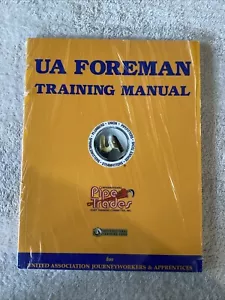 UA FOREMAN
TRAINING MANUAL
Pipe
Trades
for
UNITED ASSOCIATION JOURNEYWORKERS & APPRENTICES